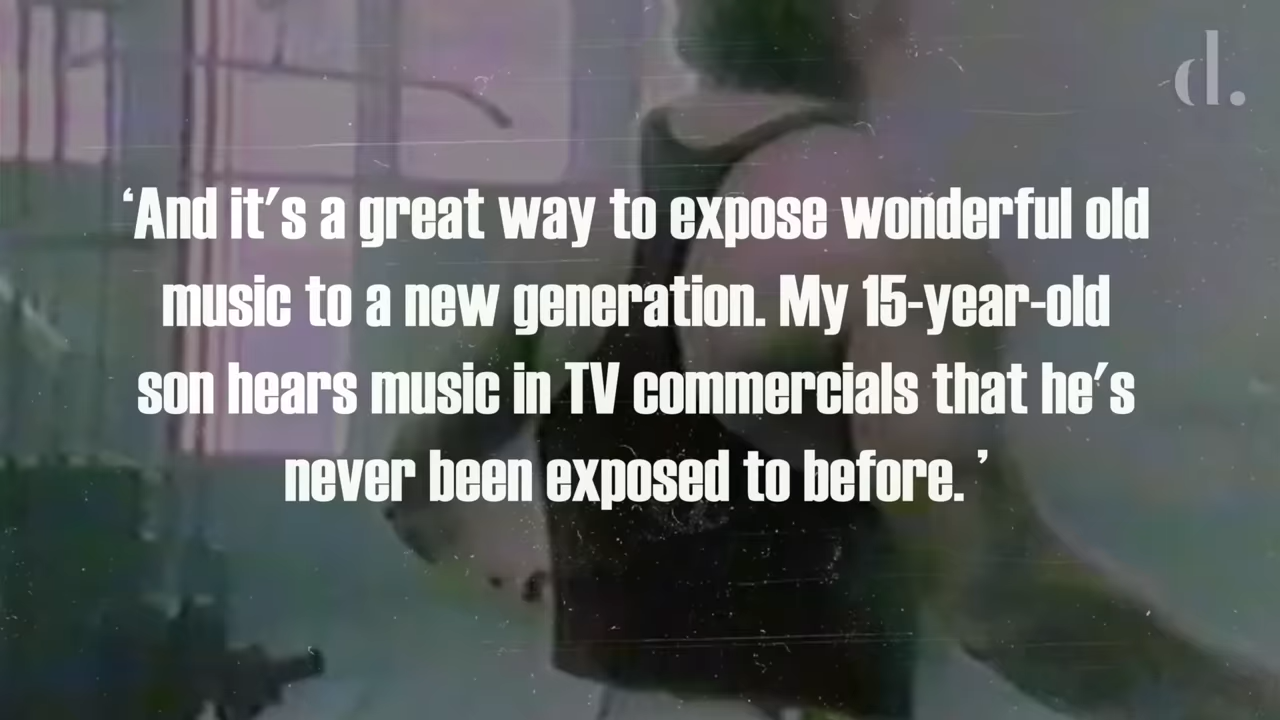 d.
‘And it's a great way to expose wonderful old
music to a new generation. My 15-year-old
son hears music in TV commercials that he's
never been exposed to before. ’